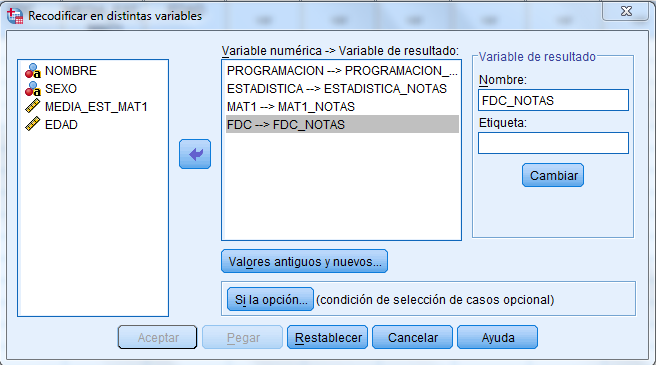 Recodificar en distintas variables
NOMBRE
SEXO
MEDIA_EST_MAT1
EDAD
Variable numérica -> Variable de resultado:
PROGRAMACION --> PROGRAMACION_...
ESTADISTICA --> ESTADISTICA_NOTAS
MAT1 --> MAT1_NOTAS
FDC --> FDC_NOTAS
Variable de resultado
Nombre:
FDC_NOTAS
Etiqueta:
Cambiar
Valores antiguos y nuevos...
Si la opción... (condición de selección de casos opcional)
Aceptar Pegar Restablecer Cancelar Ayuda